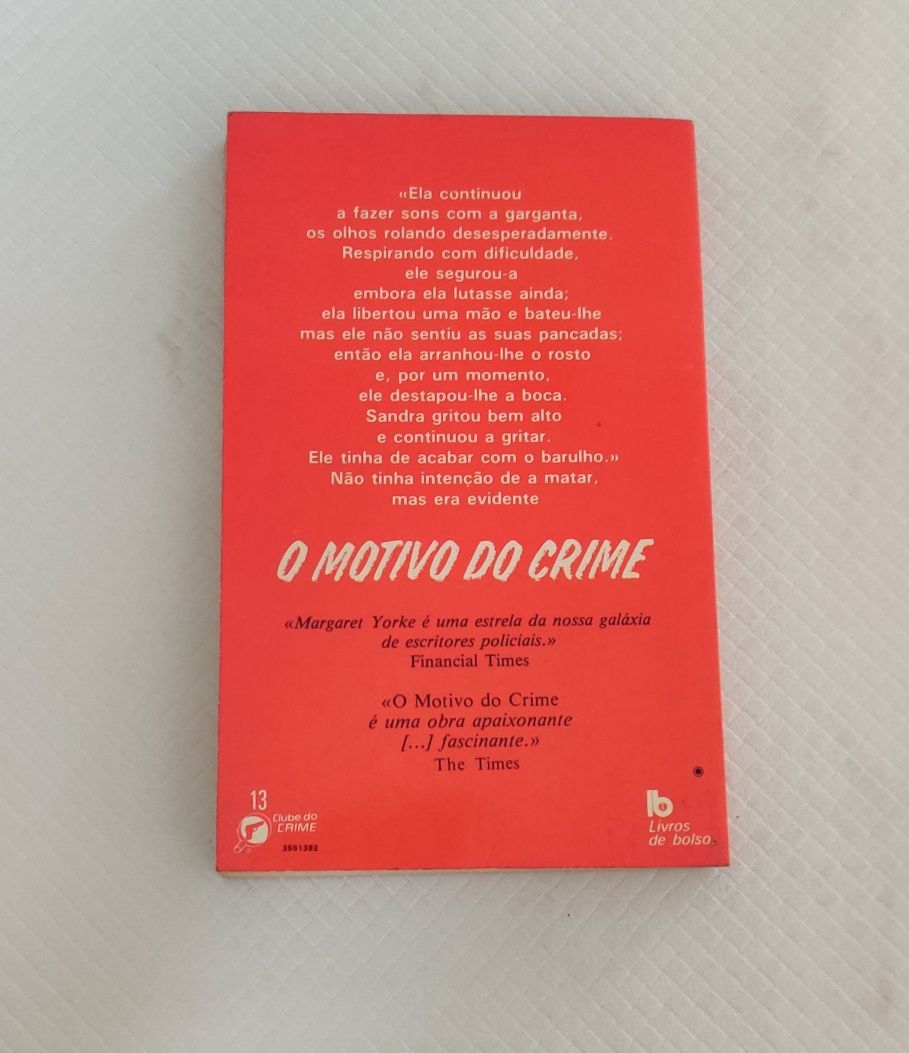 «Ela continuou
a fazer sons com a garganta,
os olhos rolando desesperadamente.
Respirando com dificuldade,
ele segurou-a
embora ela lutasse ainda;
ela libertou uma mão e bateu-lhe
mas ele não sentiu as suas pancadas;
então ela arranhou-lhe o rosto
e, por um momento,
ele destapou-lhe a boca.
Sandra gritou bem alto
e continuou a gritar.
Ele tinha de acabar com o barulho.»
Não tinha intenção de a matar,
mas era evidente
O MOTIVO DO CRIME
«Margaret Yorke é uma estrela da nossa galáxia
de escritores policiais.»
Financial Times
«O Motivo do Crime
é uma obra apaixonante
[...] fascinante.»
The Times
13
Clube do
CRIME
3561382
lb
Livros
de bolso